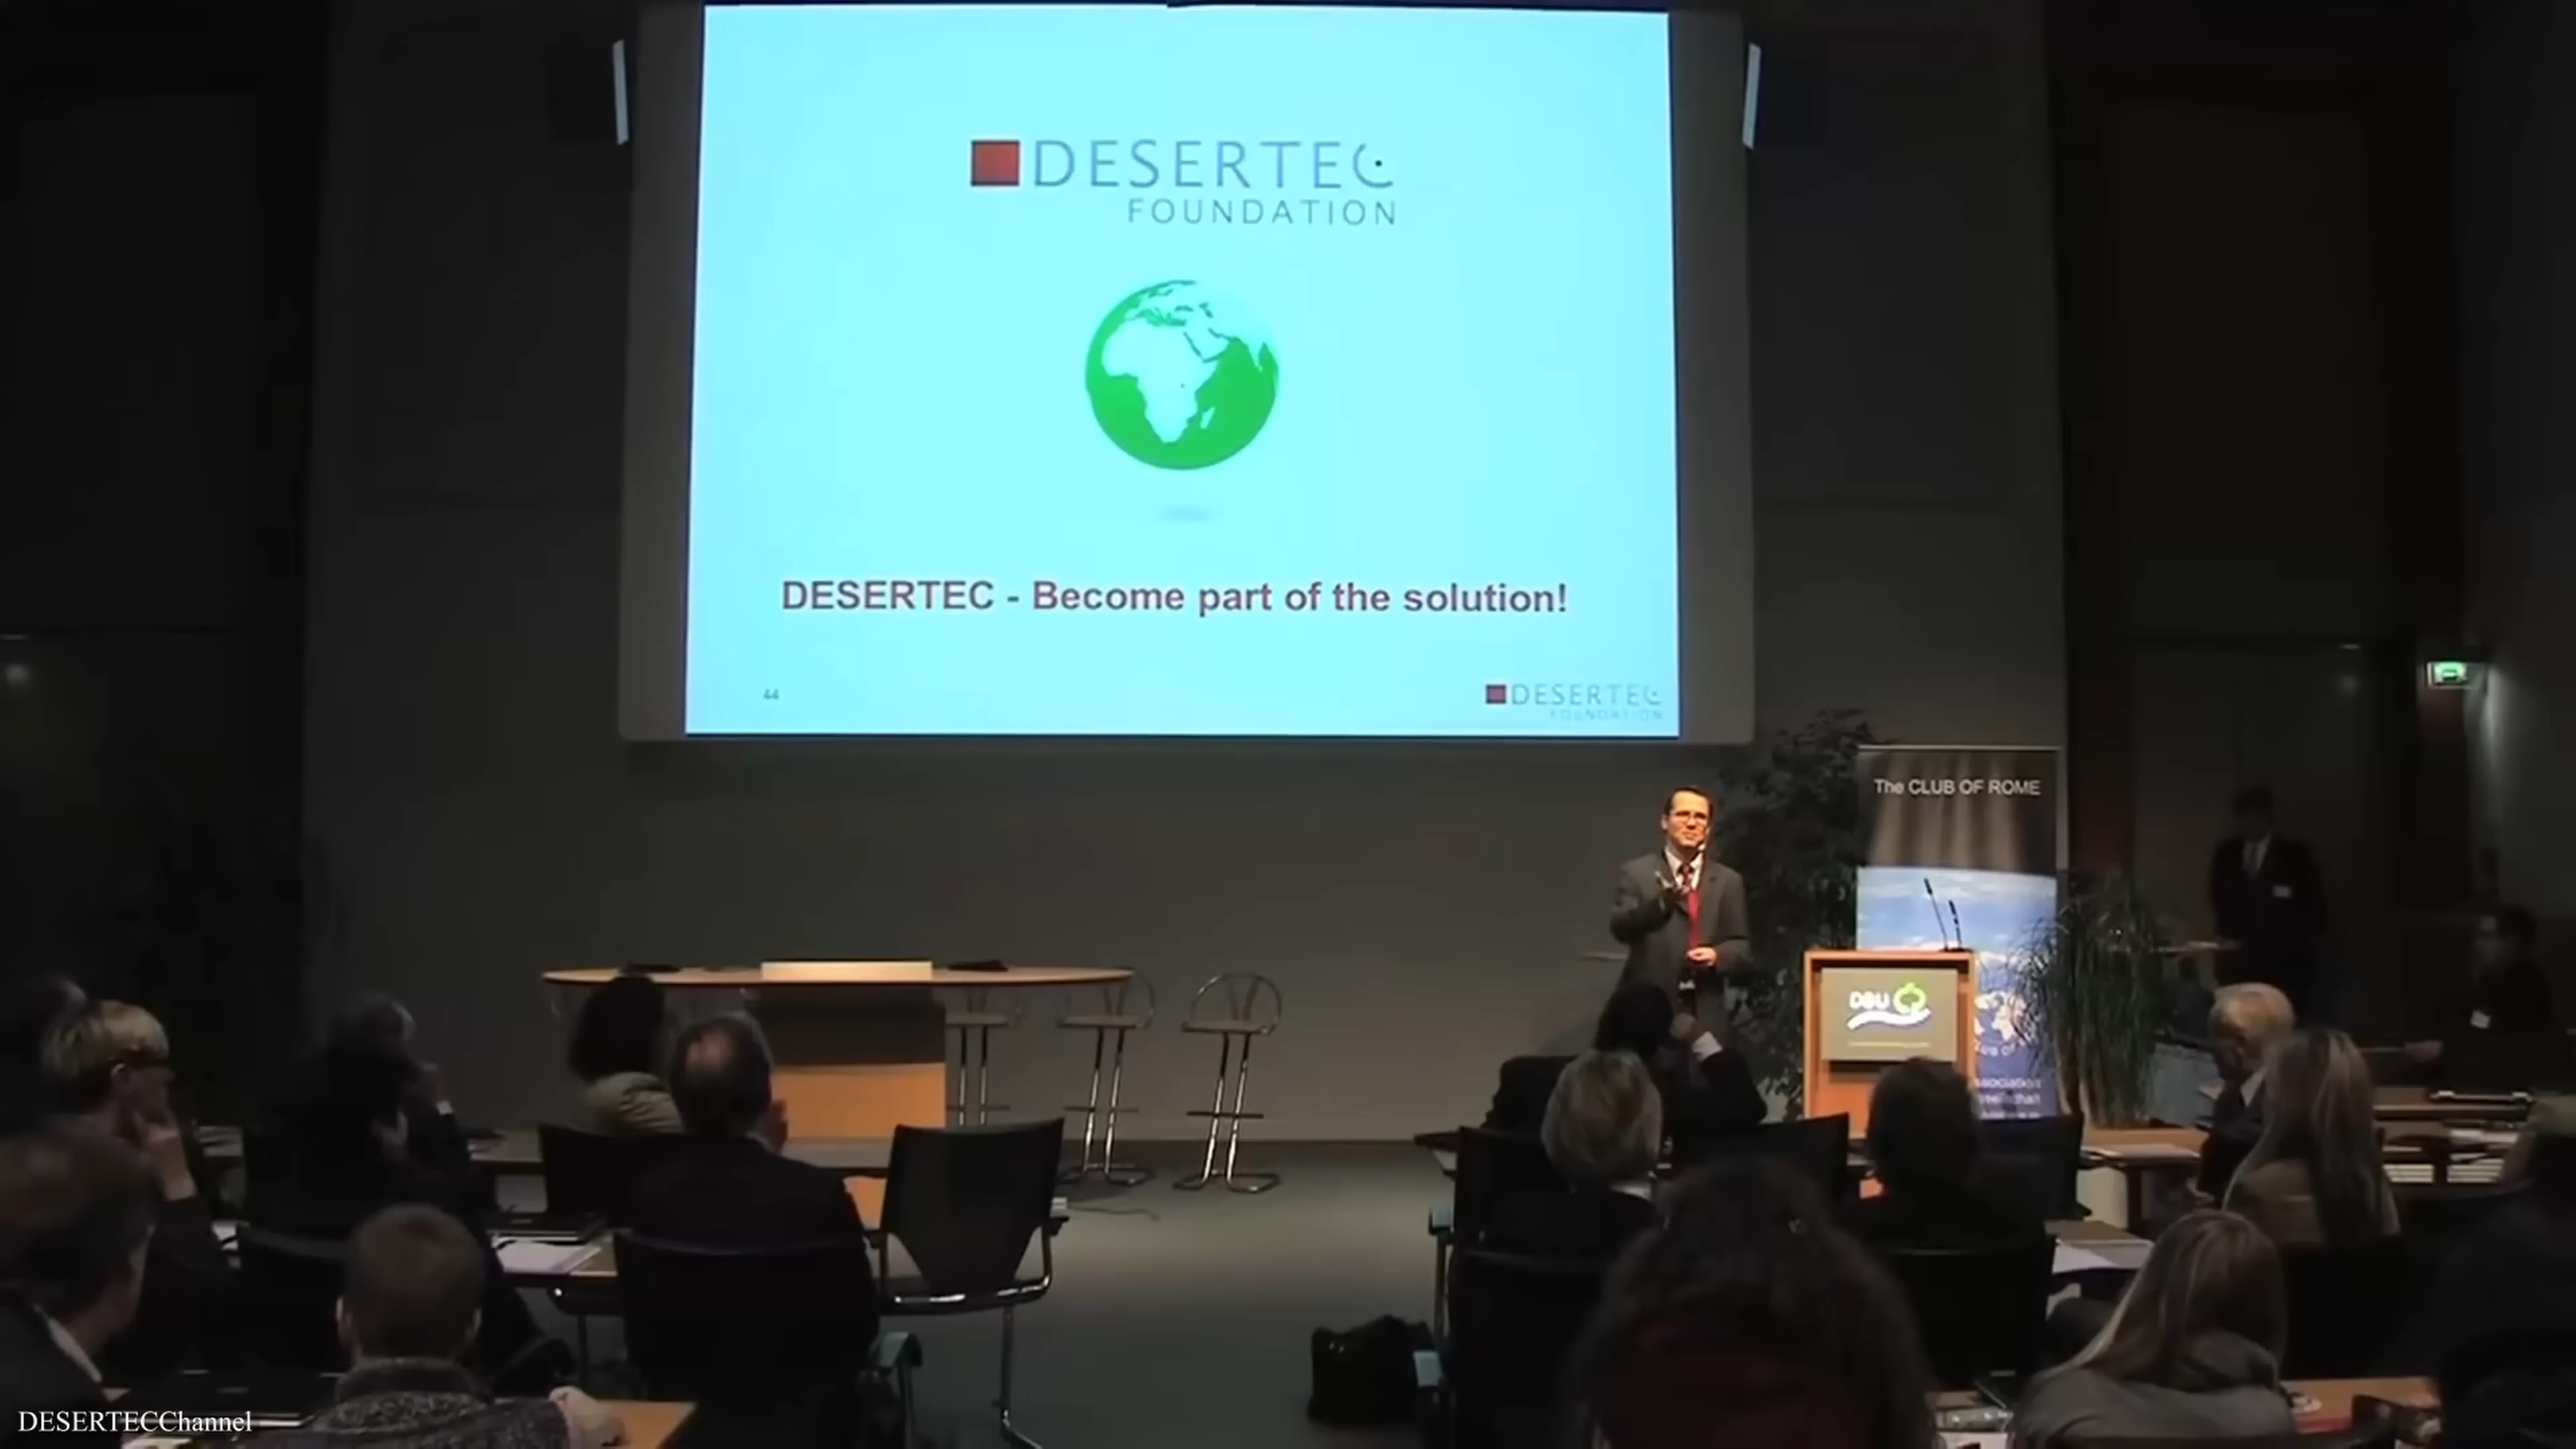 DESERTEC
FOUNDATION
DESERTEC - Become part of the solution!
44
DESERTEC
FOUNDATION
The CLUB OF ROME
DBU
DESERTECChannel